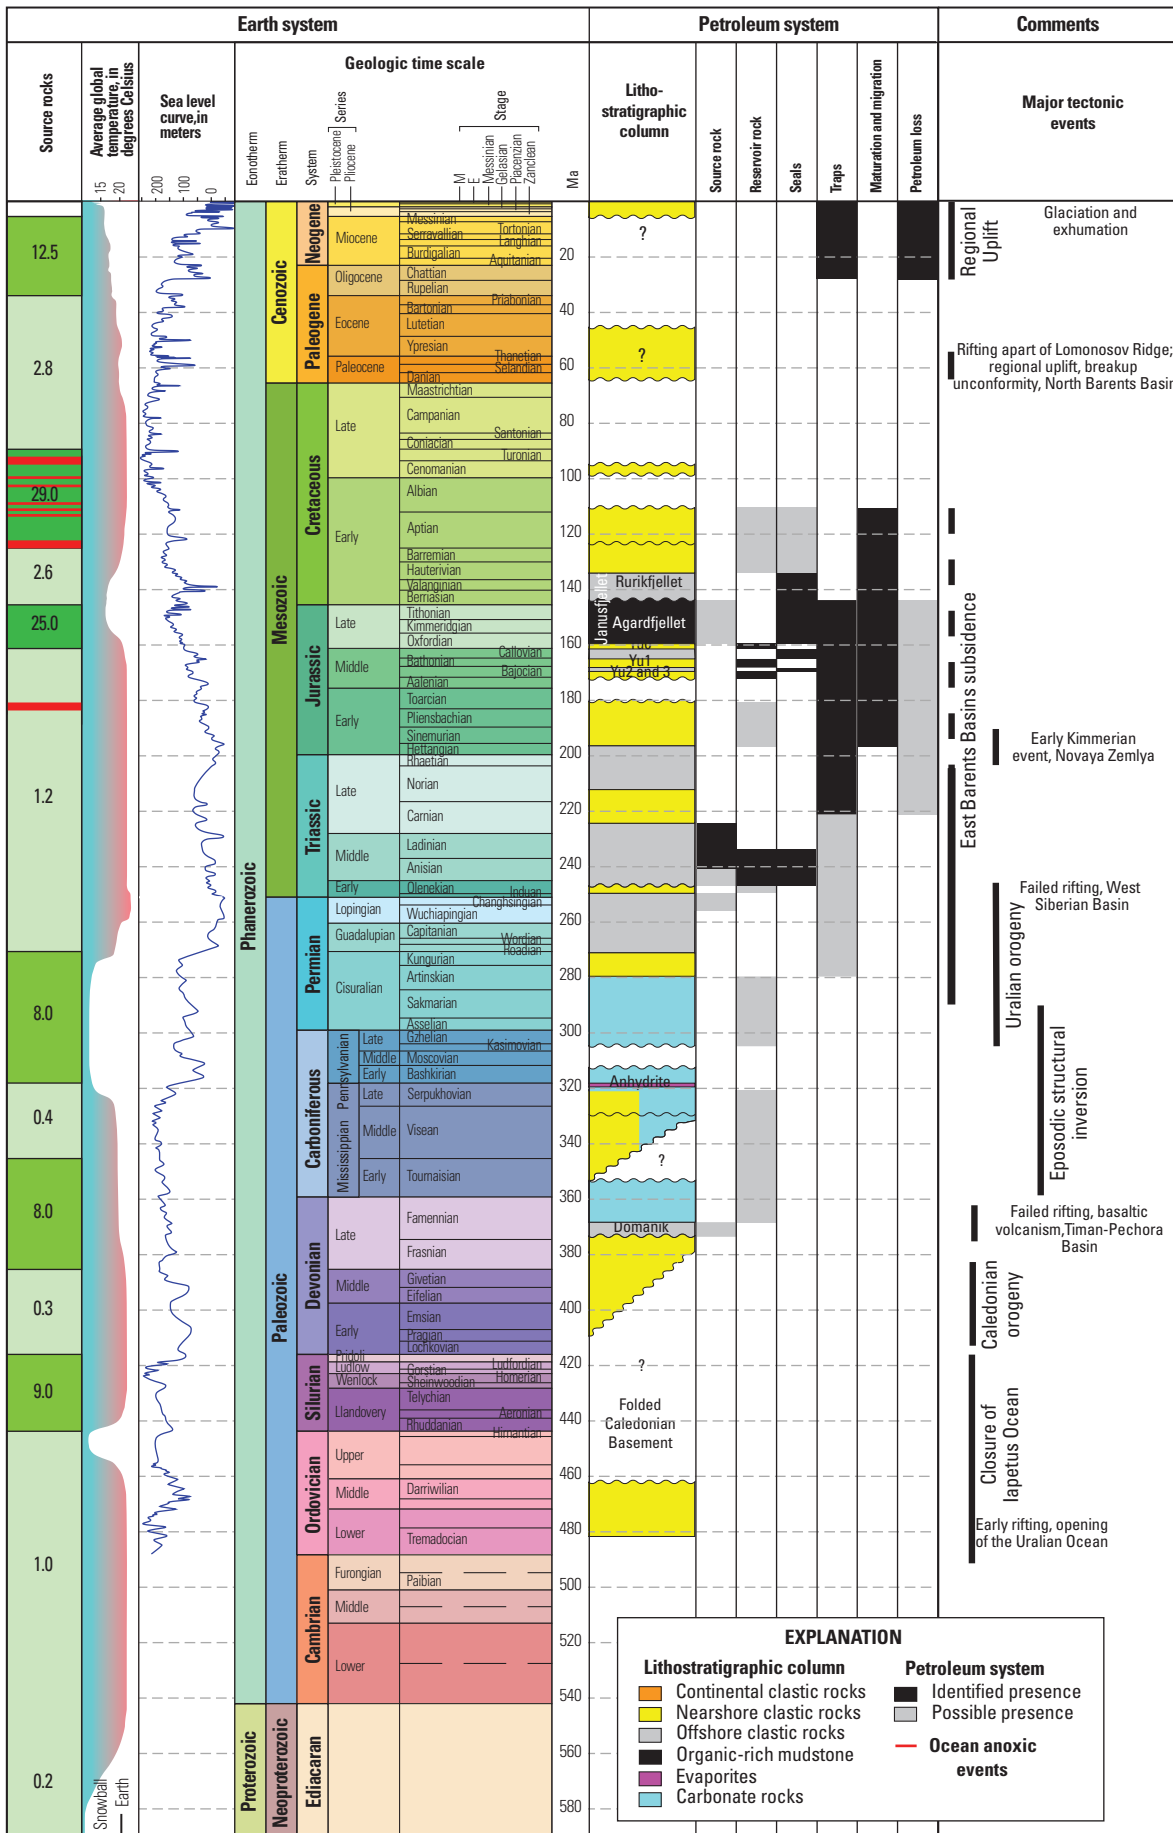 Earth system
Petroleum system
Comments
Source rocks
Average global
temperature, in
degrees Celsius
15
20
Sea level
curve,in
meters
200
100
0
Geologic time scale
Eonotherm
Eratherm
System
Series
Pleistocene
Pliocene
Stage
M
E
Messinian
Gelasian
Placenzian
Zanclean
Ma
Litho-
stratigraphic
column
Source rock
Reservoir rock
Seals
Traps
Maturation and migration
Petroleum loss
Major tectonic
events
12.5
2.8
29.0
2.6
25.0
1.2
8.0
0.4
8.0
0.3
9.0
1.0
0.2
Snowball
Earth
Phanerozoic
Proterozoic
Cenozoic
Mesozoic
Paleozoic
Neoproterozoic
Neogene
Paleogene
Cretaceous
Jurassic
Triassic
Permian
Carboniferous
Devonian
Silurian
Ordovician
Cambrian
Ediacaran
Miocene
Oligocene
Eocene
Paleocene
Late
Early
Late
Middle
Early
Late
Middle
Early
Lopingian
Guadalupian
Cisuralian
Pennsylvanian
Late
Middle
Early
Mississippian
Late
Middle
Early
Late
Middle
Early
Pridoli
Ludlow
Wenlock
Llandovery
Upper
Middle
Lower
Furongian
Middle
Lower
Messinian
Tortonian
Serravallian
Langhian
Burdigalian
Aquitanian
Chattian
Rupelian
Priabonian
Bartonian
Lutetian
Ypresian
Thanetian
Selandian
Danian
Maastrichtian
Campanian
Santonian
Coniacian
Turonian
Cenomanian
Albian
Aptian
Barremian
Hauterivian
Valanginian
Berriasian
Tithonian
Kimmeridgian
Oxfordian
Callovian
Bathonian
Bajocian
Aalenian
Toarcian
Pliensbachian
Sinemurian
Hettangian
Rhaetian
Norian
Carnian
Ladinian
Anisian
Olenekian
Induan
Changhsingian
Wuchiapingian
Capitanian
Wordian
Roadian
Kungurian
Artinskian
Sakmarian
Asselian
Gzhelian
Kasimovian
Moscovian
Bashkirian
Serpukhovian
Visean
Tournaisian
Famennian
Frasnian
Givetian
Eifelian
Emsian
Pragian
Lochkovian
Ludfordian
Gorstian
Homerian
Sheinwoodian
Telychian
Aeronian
Rhuddanian
Hirnantian
Darriwilian
Tremadocian
Paibian
20
40
60
80
100
120
140
160
180
200
220
240
260
280
300
320
340
360
380
400
420
440
460
480
500
520
540
560
580
?
?
Janusfjellet
Rurikfjellet
Agardfjellet
Yu1
Yu2 and 3
Anhydrite
?
Domanik
?
Folded
Caledonian
Basement
Regional
Uplift
Glaciation and
exhumation
Rifting apart of Lomonosov Ridge;
regional uplift, breakup
unconformity, North Barents Basin
East Barents Basins subsidence
Early Kimmerian
event, Novaya Zemlya
Failed rifting, West
Siberian Basin
Uralian orogeny
Eposodic structural
inversion
Failed rifting, basaltic
volcanism,Timan-Pechora
Basin
Caledonian
orogeny
Closure of
Iapetus Ocean
Early rifting, opening
of the Uralian Ocean
EXPLANATION
Lithostratigraphic column
Continental clastic rocks
Nearshore clastic rocks
Offshore clastic rocks
Organic-rich mudstone
Evaporites
Carbonate rocks
Petroleum system
Identified presence
Possible presence
Ocean anoxic
events